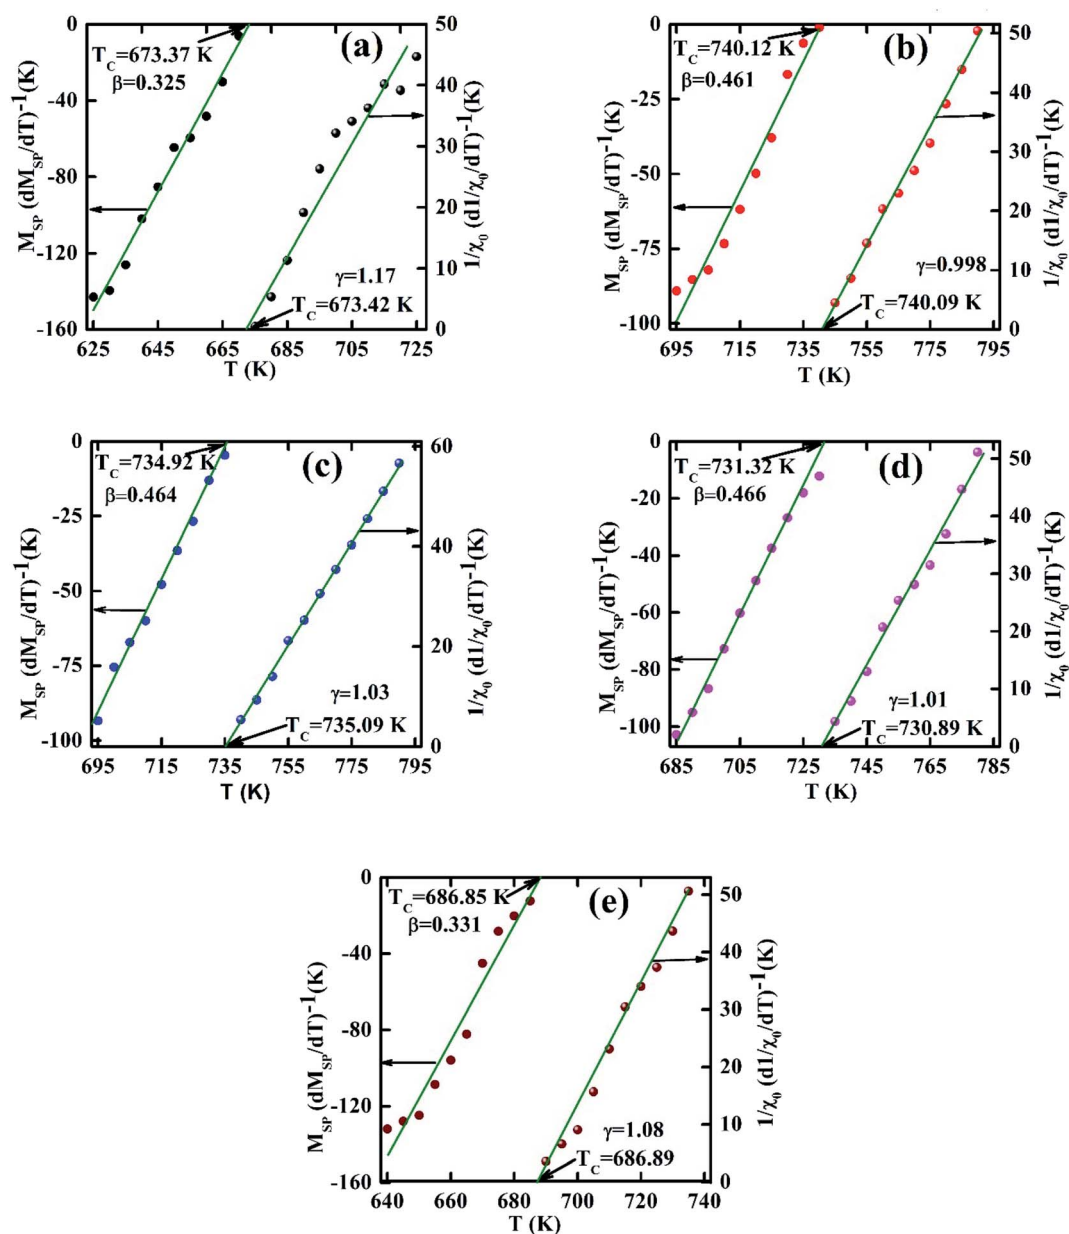 (a)
T_C=673.37 K
β=0.325
γ=1.17
T_C=673.42 K
0
-40
-80
-120
-160
M_SP (dM_SP/dT)^-1(K)
50
40
30
20
10
0
1/χ_0 (d1/χ_0/dT)^-1(K)
625 645 665 685 705 725
T (K)
(b)
T_C=740.12 K
β=0.461
γ=0.998
T_C=740.09 K
0
-25
-50
-75
-100
M_SP (dM_SP/dT)^-1(K)
50
40
30
20
10
0
1/χ_0 (d1/χ_0/dT)^-1(K)
695 715 735 755 775 795
T (K)
(c)
T_C=734.92 K
β=0.464
γ=1.03
T_C=735.09 K
0
-25
-50
-75
-100
M_SP (dM_SP/dT)^-1(K)
60
40
20
0
1/χ_0 (d1/χ_0/dT)^-1(K)
695 715 735 755 775 795
T (K)
(d)
T_C=731.32 K
β=0.466
γ=1.01
T_C=730.89 K
0
-20
-40
-60
-80
-100
M_SP (dM_SP/dT)^-1(K)
50
40
30
20
10
0
1/χ_0 (d1/χ_0/dT)^-1(K)
685 705 725 745 765 785
T (K)
(e)
T_C=686.85 K
β=0.331
γ=1.08
T_C=686.89
0
-40
-80
-120
-160
M_SP (dM_SP/dT)^-1(K)
50
40
30
20
10
0
1/χ_0 (d1/χ_0/dT)^-1(K)
640 660 680 700 720 740
T (K)